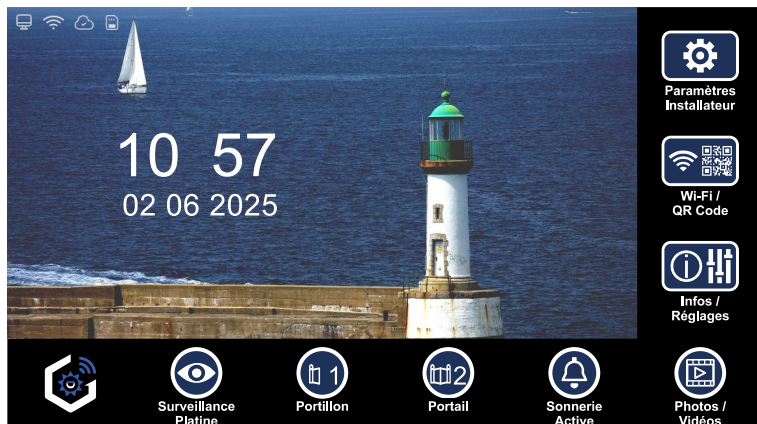 10 57
02 06 2025
Paramètres
Installateur
Wi-Fi /
QR Code
Infos /
Réglages
1
2
Surveillance
Platine
Portillon
Portail
Sonnerie
Active
Photos /
Vidéos